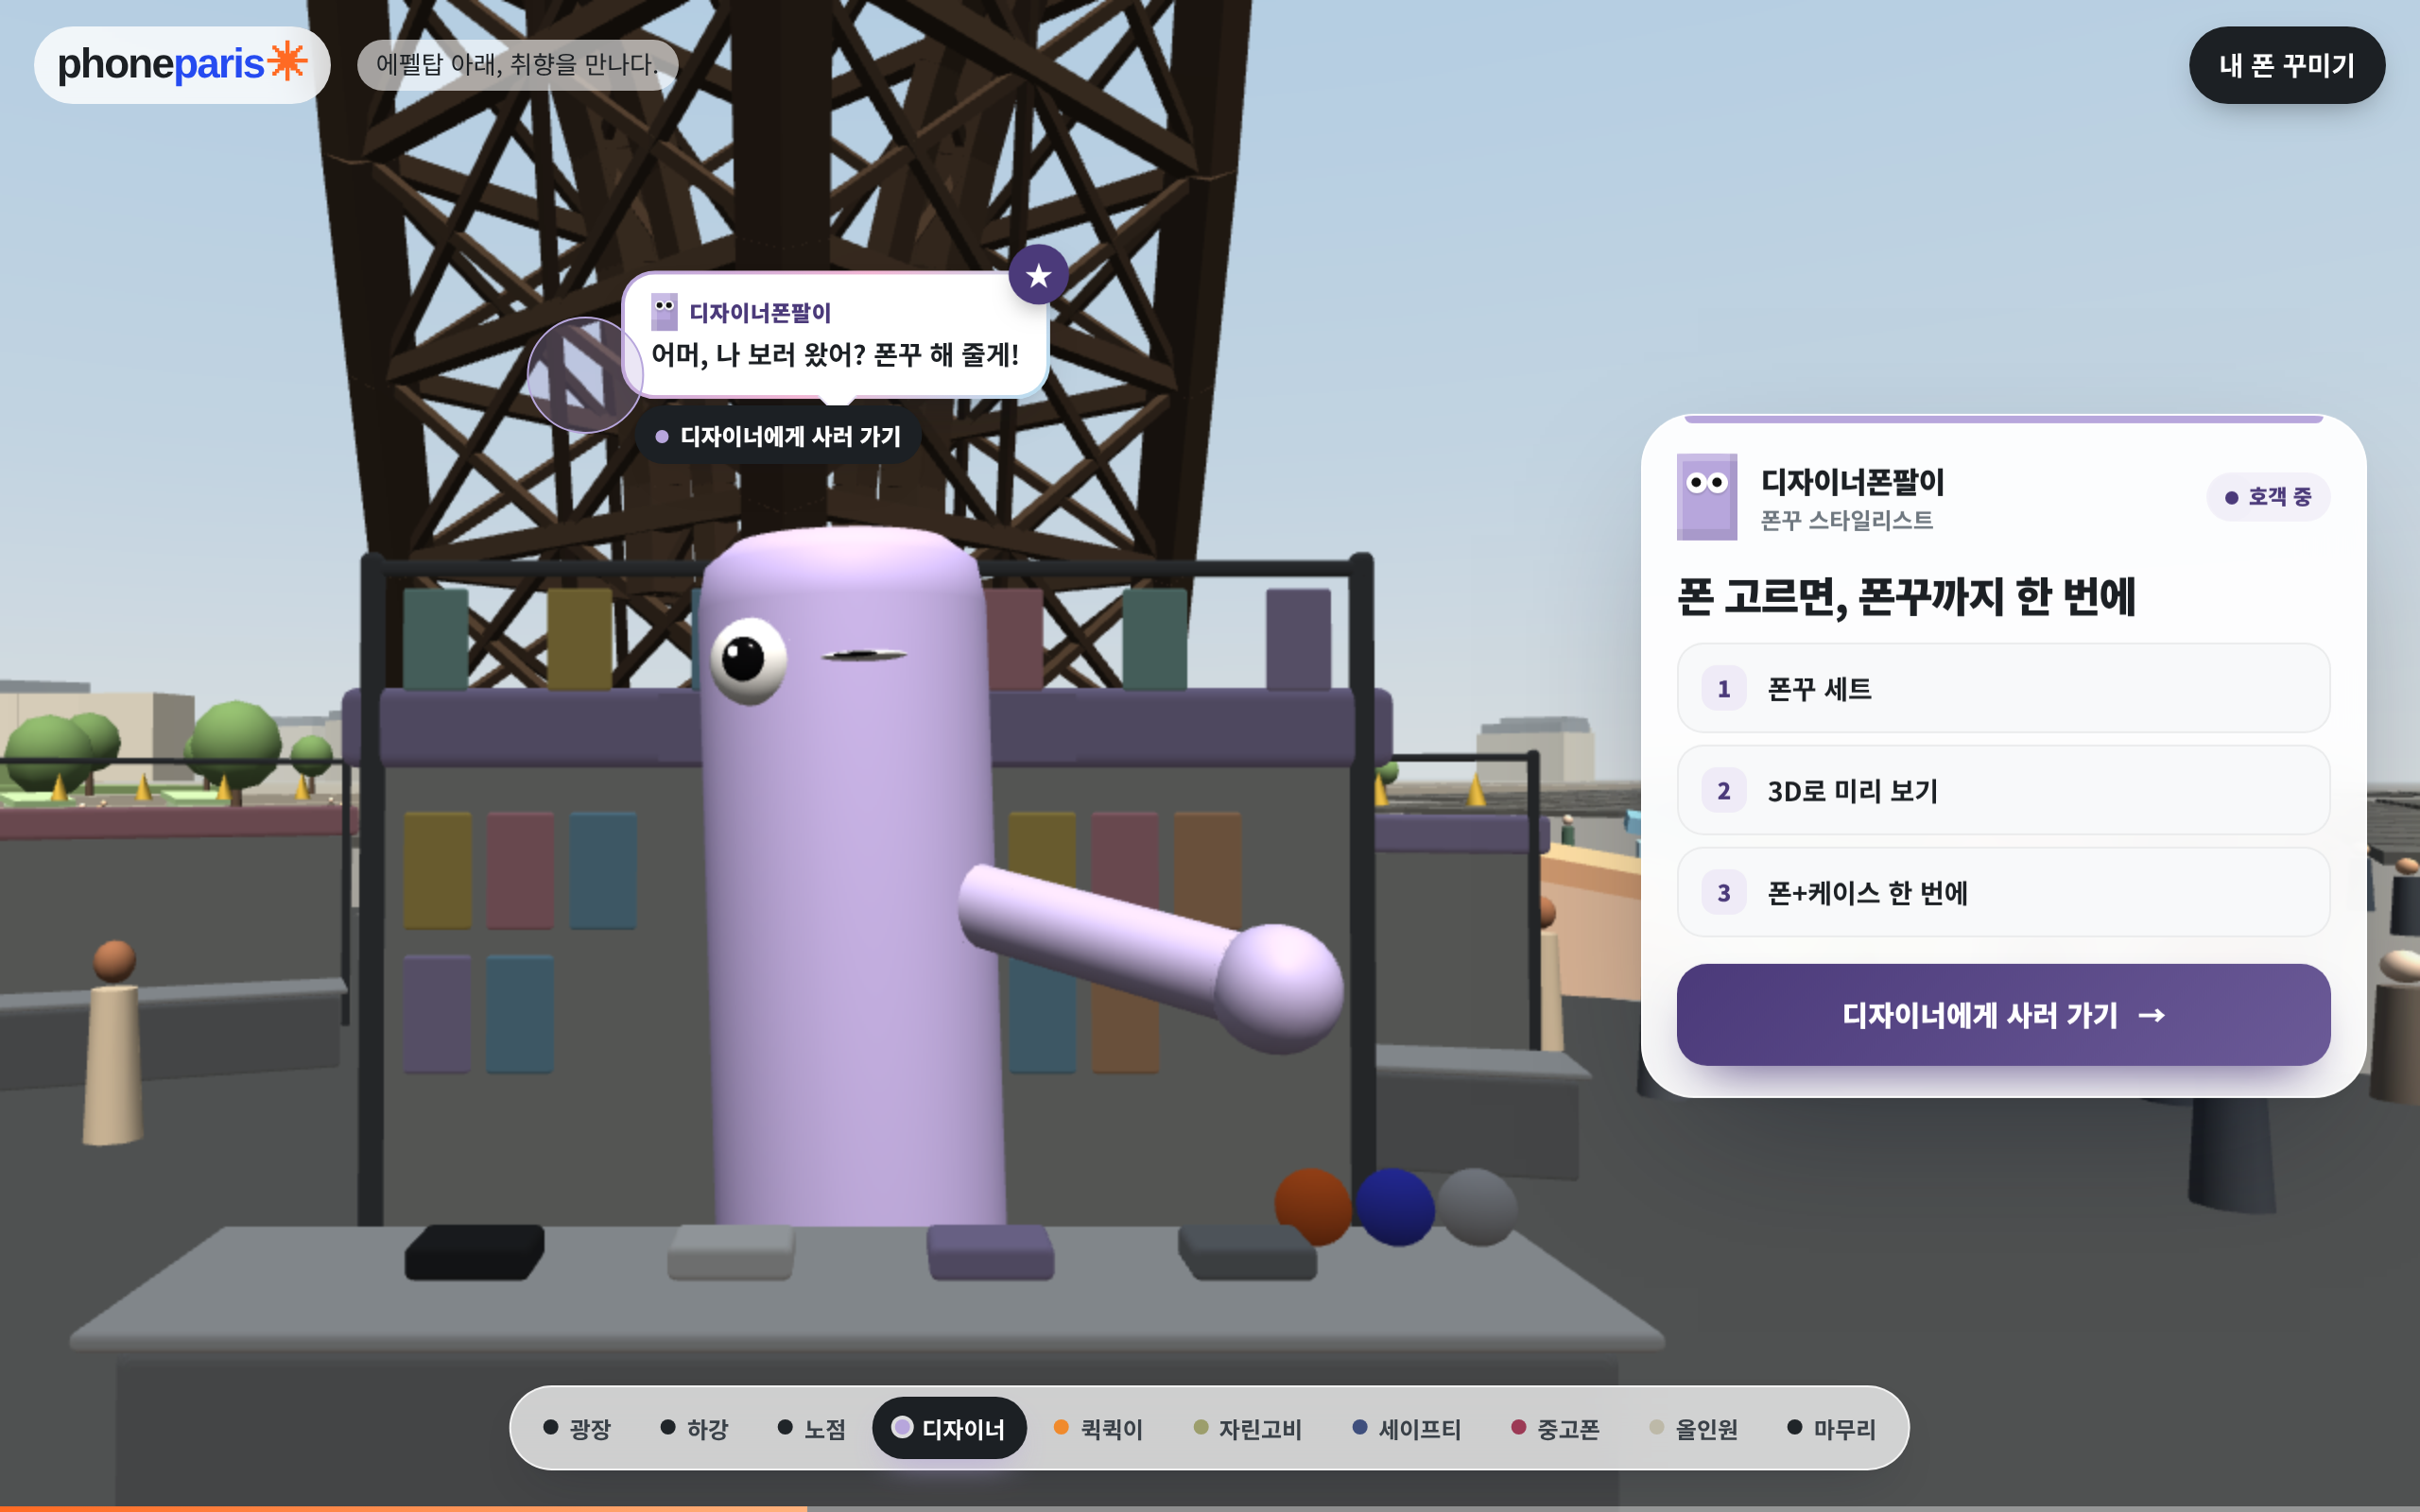 phoneparis
에펠탑 아래, 취향을 만나다.
내 폰 꾸미기
디자이너폰팔이
어머, 나 보러 왔어? 폰꾸 해 줄게!
디자이너에게 사러 가기
디자이너폰팔이
폰꾸 스타일리스트
호객 중
폰 고르면, 폰꾸까지 한 번에
1 폰꾸 세트
2 3D로 미리 보기
3 폰+케이스 한 번에
디자이너에게 사러 가기 →
광장 하강 노점 디자이너 퀵퀵이 자린고비 세이프티 중고폰 올인원 마무리